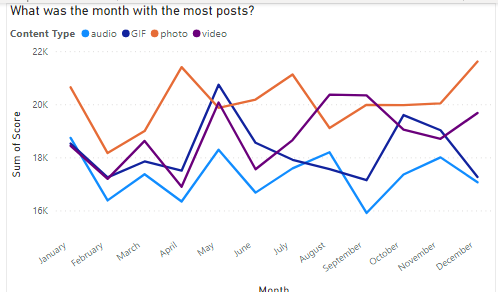 What was the month with the most posts?
Content Type audio GIF photo video
22K
20K
18K
16K
Sum of Score
January
February
March
April
May
June
July
August
September
October
November
December
Month